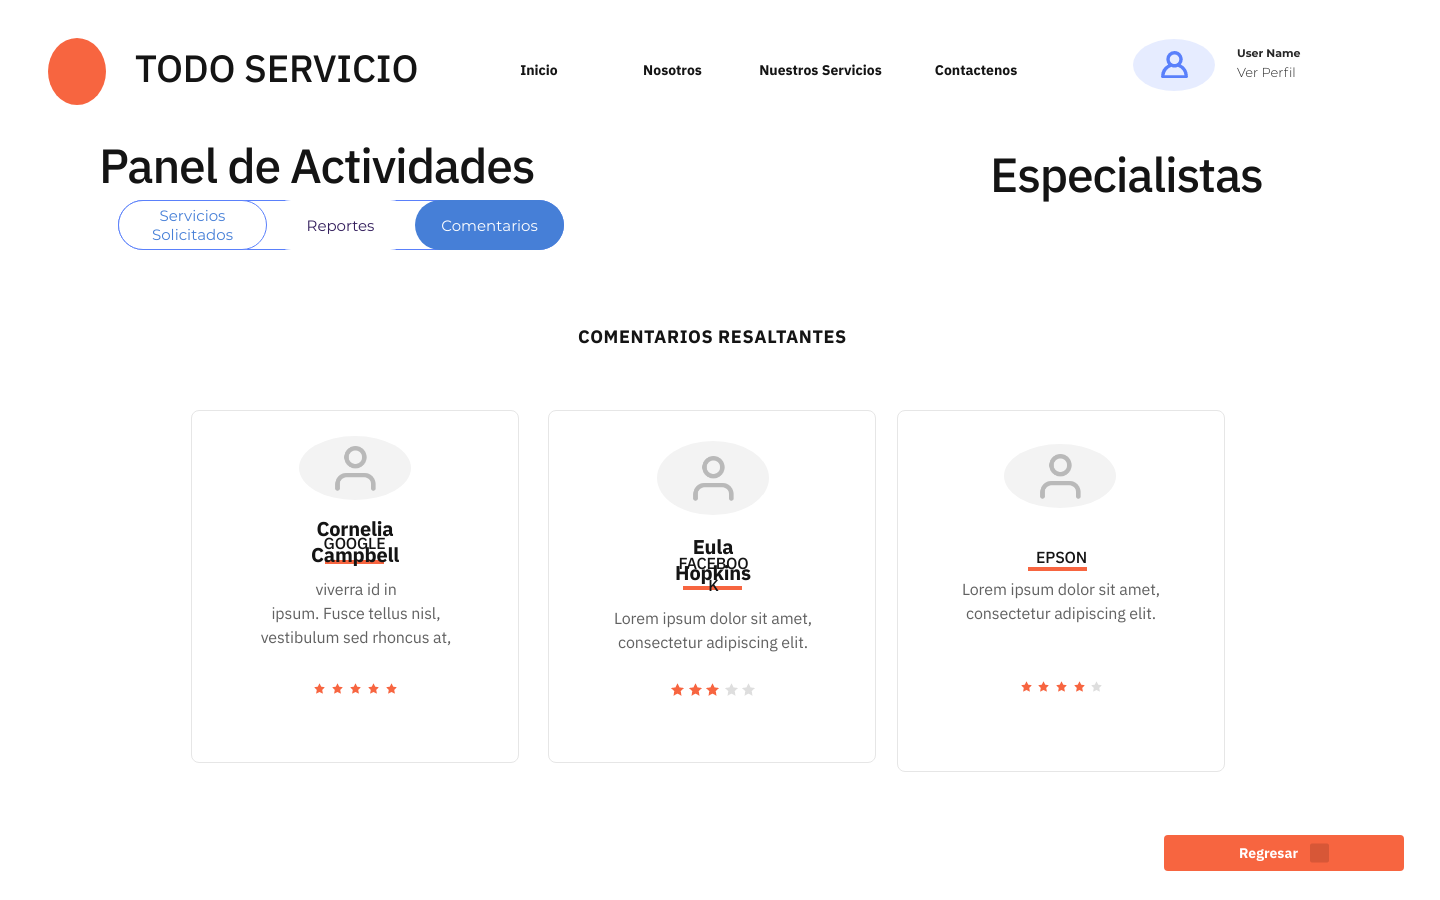 TODO SERVICIO
Inicio
Nosotros
Nuestros Servicios
Contactenos
User Name
Ver Perfil
Panel de Actividades
Especialistas
Servicios
Solicitados
Reportes
Comentarios
COMENTARIOS RESALTANTES
Cornelia
GOOGLE
Campbell
viverra id in
ipsum. Fusce tellus nisl,
vestibulum sed rhoncus at,
Eula
FACEBOO
Hopkins
K
Lorem ipsum dolor sit amet,
consectetur adipiscing elit.
EPSON
Lorem ipsum dolor sit amet,
consectetur adipiscing elit.
Regresar